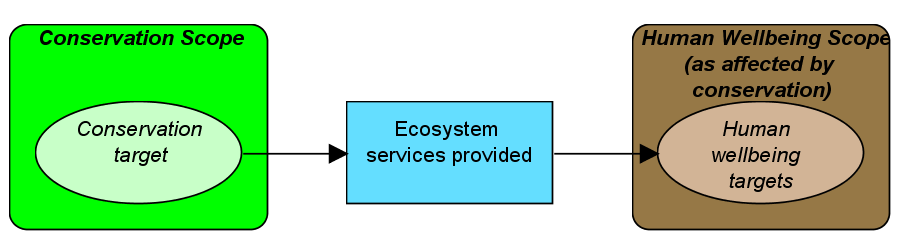 Conservation Scope
Conservation
target
Ecosystem
services provided
Human Wellbeing Scope
(as affected by
conservation)
Human
wellbeing
targets